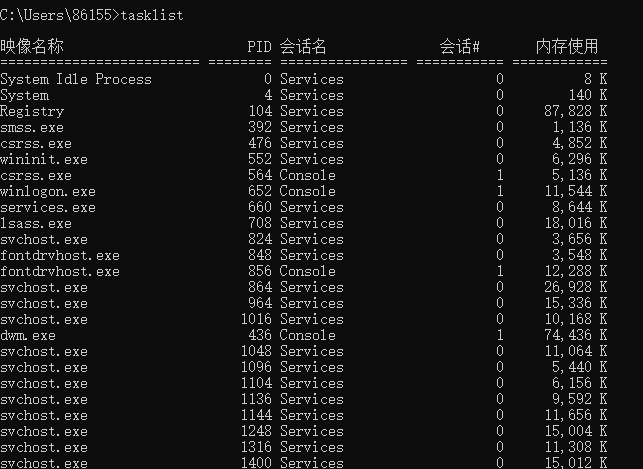 C:\Users\86155>tasklist
映像名称                       PID 会话名              会话#       内存使用
========================= ======== ================ =========== ============
System Idle Process              0 Services                   0          8 K
System                           4 Services                   0        140 K
Registry                       104 Services                   0     87,828 K
smss.exe                       392 Services                   0      1,136 K
csrss.exe                      476 Services                   0      4,852 K
wininit.exe                    552 Services                   0      6,296 K
csrss.exe                      564 Console                    1      5,136 K
winlogon.exe                   652 Console                    1     11,544 K
services.exe                   660 Services                   0      8,644 K
lsass.exe                      708 Services                   0     18,016 K
svchost.exe                    824 Services                   0      3,656 K
fontdrvhost.exe                848 Services                   0      3,548 K
fontdrvhost.exe                856 Console                    1     12,288 K
svchost.exe                    864 Services                   0     26,928 K
svchost.exe                    964 Services                   0     15,336 K
svchost.exe                   1016 Services                   0     10,168 K
dwm.exe                        436 Console                    1     74,436 K
svchost.exe                   1048 Services                   0     11,064 K
svchost.exe                   1096 Services                   0      5,440 K
svchost.exe                   1104 Services                   0      6,156 K
svchost.exe                   1136 Services                   0      9,592 K
svchost.exe                   1144 Services                   0     11,656 K
svchost.exe                   1248 Services                   0     15,004 K
svchost.exe                   1316 Services                   0     11,308 K
svchost.exe                   1400 Services                   0     15,012 K